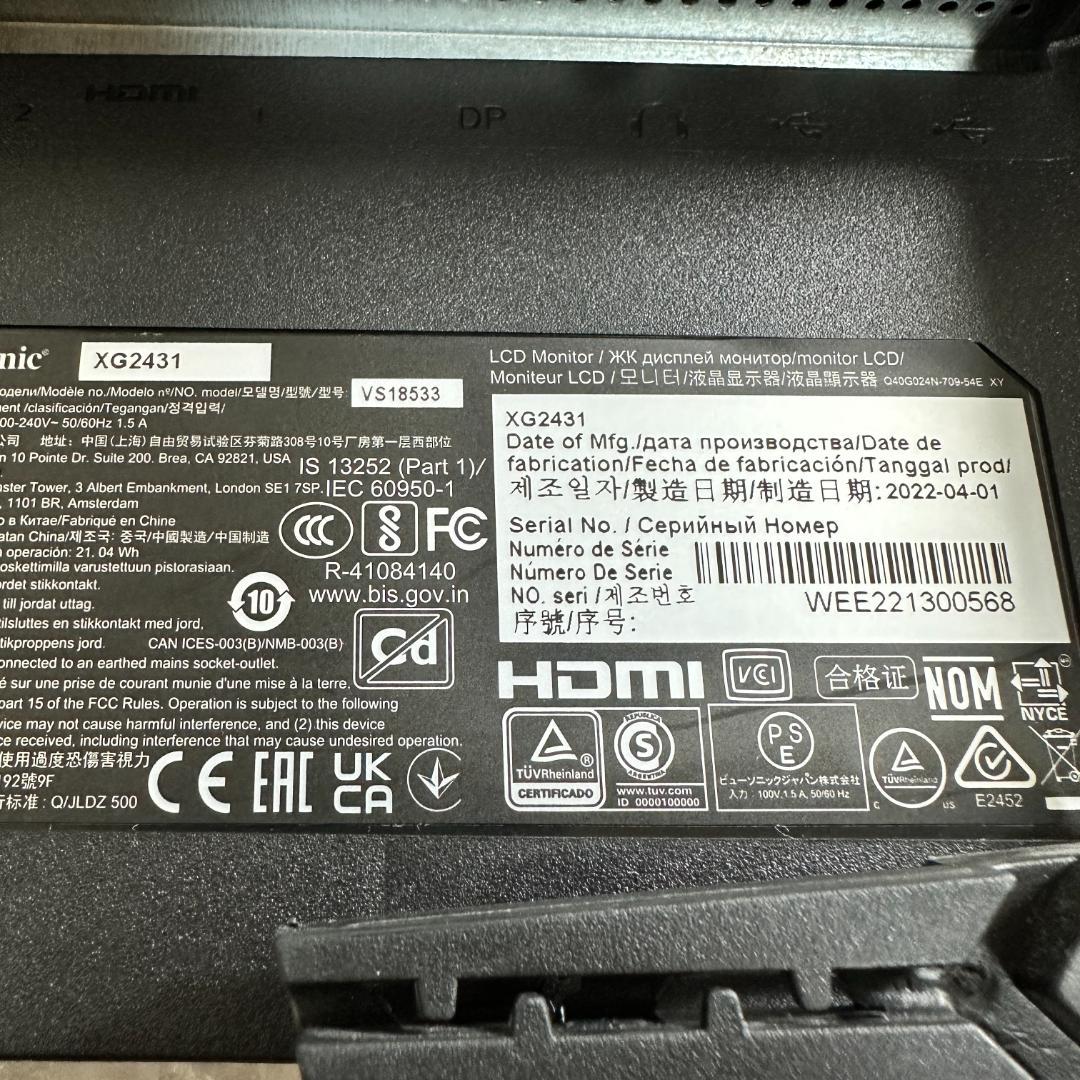 2 HDMI 1 DP
nic®
XG2431
одели/Modèle no./Modelo nº/NO. model/모델명/型號/型号:
VS18533
ent /clasificación/Tegangan/정격입력/
00-240V~ 50/60Hz 1.5 A
公司 地址：中国(上海)自由贸易试验区芬菊路308号10号厂房第一层西部位
n 10 Pointe Dr. Suite 200. Brea, CA 92821, USA
IS 13252 (Part 1)/
nster Tower, 3 Albert Embankment, London SE1 7SP.
IEC 60950-1
, 1101 BR, Amsterdam
о в Китае/Fabriqué en Chine
atan China/제조국: 중국/中國製造/中国制造
n operación: 21. 04 Wh
oskettimilla varustettuun pistorasiaan.
ordet stikkontakt.
till jordat uttag.
tilsluttes en stikkontakt med jord,
tikproppens jord.
CAN ICES-003(B)/NMB-003(B)
onnected to an earthed mains socket-outlet.
é sur une prise de courant munie d'une mise à la terre.
part 15 of the FCC Rules. Operation is subject to the following
vice may not cause harmful interference, and (2) this device
ce received, including interference that may cause undesired operation.
使用過度恐傷害視力
192號9F
行标准：Q/JLDZ 500
CCC
FC
R-41084140
www.bis.gov.in
10
Cd
CE EAC UK
CA
LCD Monitor / ЖК дисплей монитор/monitor LCD/
Moniteur LCD / 모니터/液晶显示器/液晶顯示器 Q40G024N-709-54E XY
XG2431
Date of Mfg./дата производства/Date de
fabrication/Fecha de fabricación/Tanggal prod/
제조일자/製造日期/制造日期: 2022-04-01
Serial No. / Серийный Номер
Numéro de Série
Número De Serie
NO. seri / 제조번호
序號/序号:
WEE221300568
HDMI
VCI
合格证
NOM
NYCE
TÜVRheinland
CERTIFICADO
REPUBLICA
S
ARGENTINA
www.tuv.com
ID 0000100000
PS
E
ビューソニックジャパン株式会社
入力 : 100V, 1.5 A, 50/60 Hz
TÜVRheinland
C US
E2452